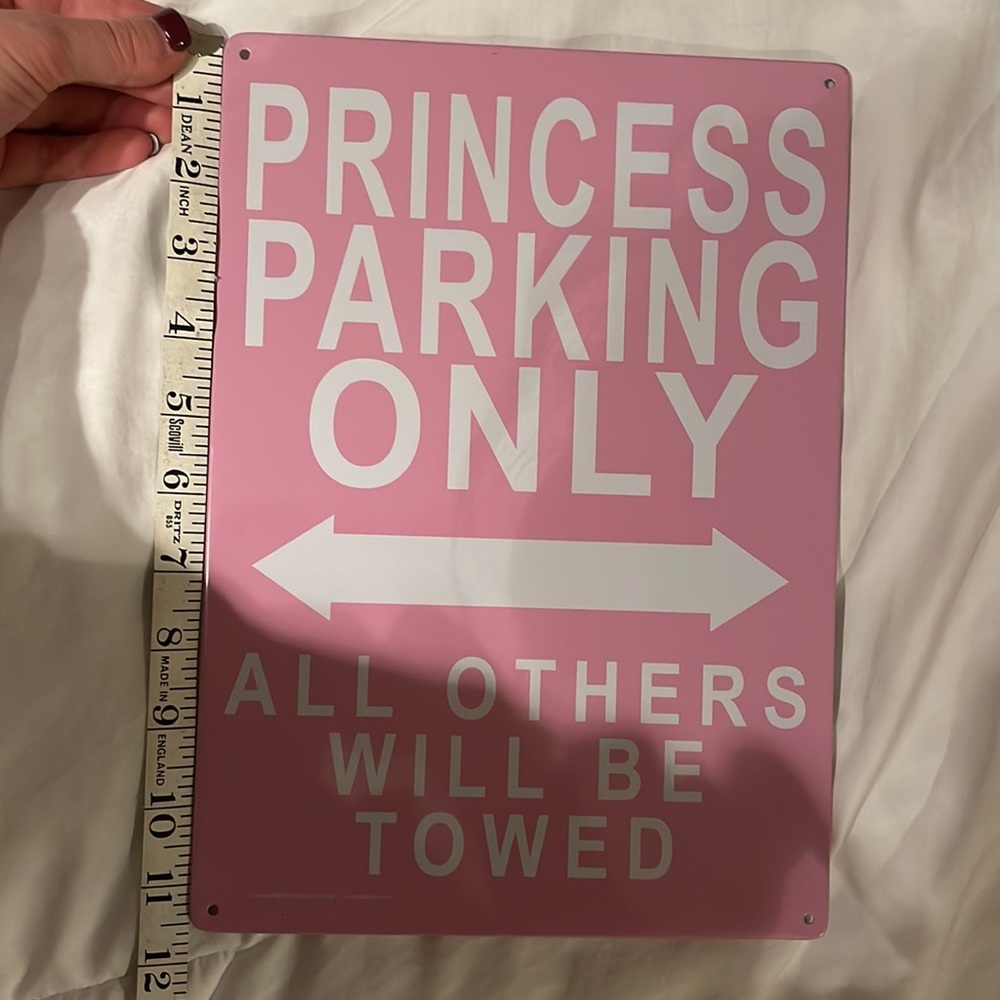 PRINCESS
PARKING
ONLY
ALL OTHERS
WILL BE
TOWED
1
DEAN
2
INCH
3
4
5
Scovill
6
DRITZ
853
7
8
MADE IN
9
ENGLAND
10
11
12